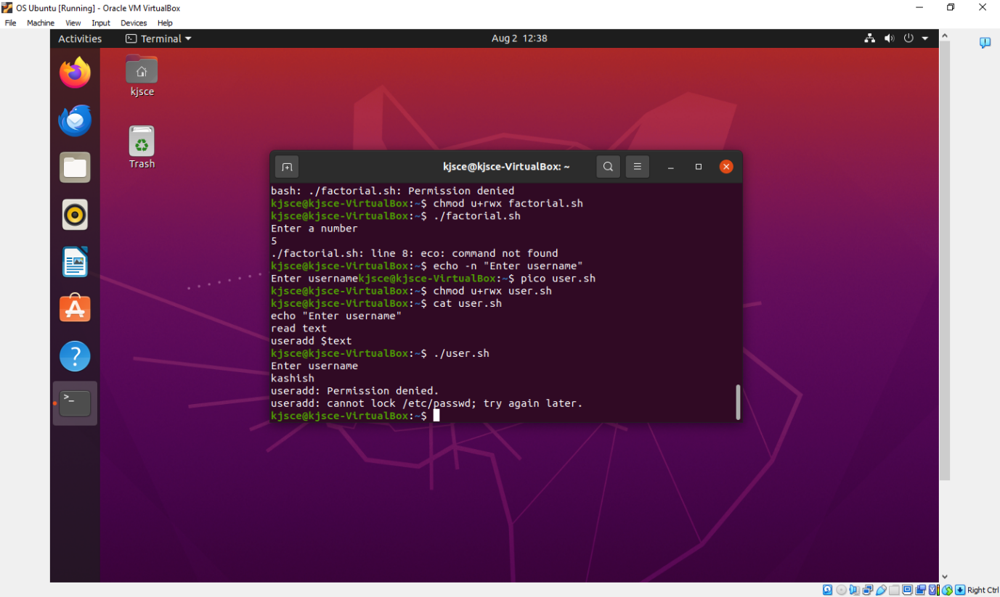 OS Ubuntu [Running] - Oracle VM VirtualBox
File Machine View Input Devices Help
Activities Terminal Aug 2 12:38
kjsce
Trash
kjsce@kjsce-VirtualBox: ~
bash: ./factorial.sh: Permission denied
kjsce@kjsce-VirtualBox:~$ chmod u+rwx factorial.sh
kjsce@kjsce-VirtualBox:~$ ./factorial.sh
Enter a number
5
./factorial.sh: line 8: eco: command not found
kjsce@kjsce-VirtualBox:~$ echo -n "Enter username"
Enter usernamekjsce@kjsce-VirtualBox:~$ pico user.sh
kjsce@kjsce-VirtualBox:~$ chmod u+rwx user.sh
kjsce@kjsce-VirtualBox:~$ cat user.sh
echo "Enter username"
read text
useradd $text
kjsce@kjsce-VirtualBox:~$ ./user.sh
Enter username
kashish
useradd: Permission denied.
useradd: cannot lock /etc/passwd; try again later.
kjsce@kjsce-VirtualBox:~$
Right Ctrl